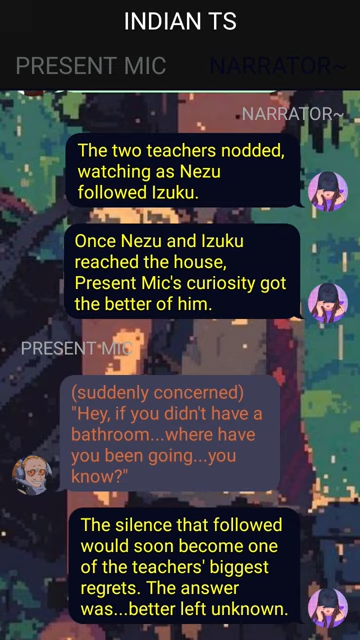 INDIAN TS
PRESENT MIC NARRATOR~
NARRATOR~
The two teachers nodded,
watching as Nezu
followed Izuku.
Once Nezu and Izuku
reached the house,
Present Mic's curiosity got
the better of him.
PRESENT MIC
(suddenly concerned)
"Hey, if you didn't have a
bathroom...where have
you been going...you
know?"
The silence that followed
would soon become one
of the teachers' biggest
regrets. The answer
was...better left unknown.